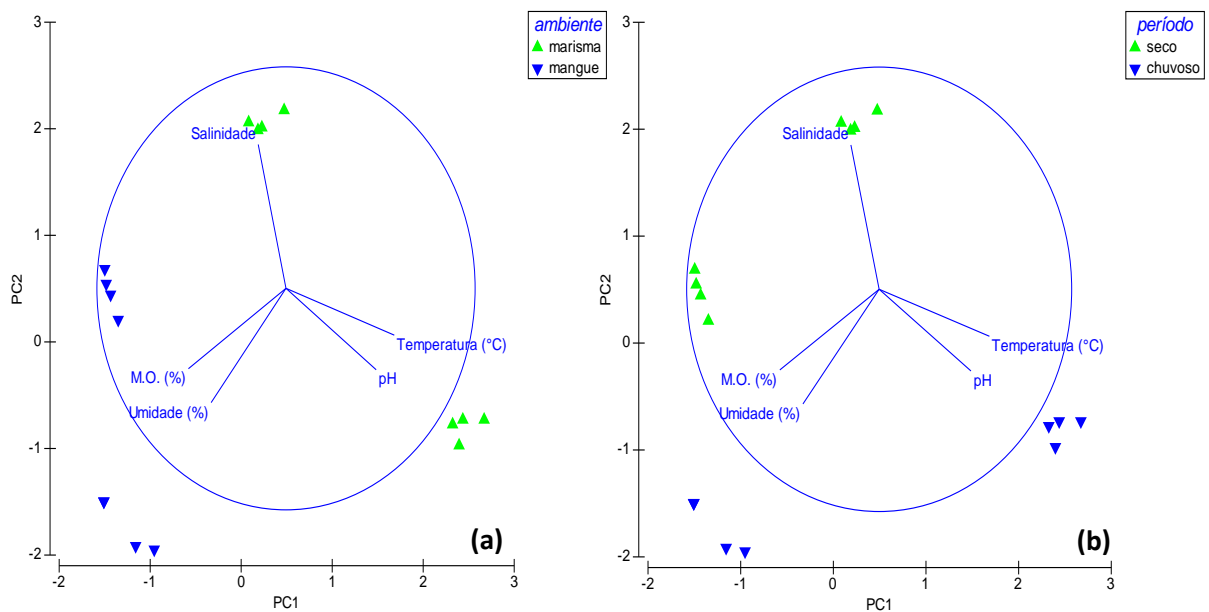 ambiente
marisma
mangue
3
2
1
0
-1
-2
PC2
Salinidade
Temperatura (°C)
M.O. (%)
pH
Umidade (%)
(a)
-2 -1 0 1 2 3
PC1
período
seco
chuvoso
3
2
1
0
-1
-2
PC2
Salinidade
Temperatura (°C)
M.O. (%)
pH
Umidade (%)
(b)
-2 -1 0 1 2 3
PC1